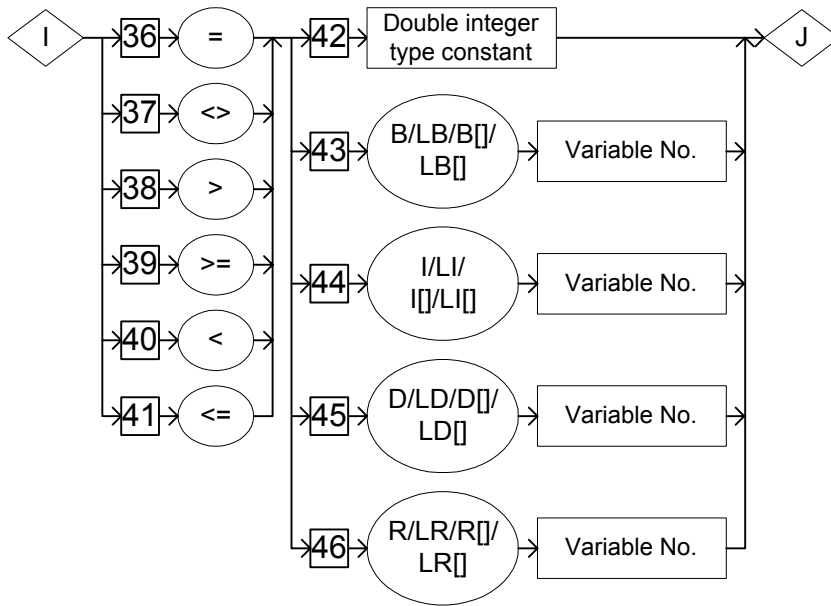 I
36
=
42
Double integer
type constant
J
37
<>
43
B/LB/B[]/
LB[]
Variable No.
38
>
39
>=
44
I/LI/
I[]/LI[]
Variable No.
40
<
41
<=
45
D/LD/D[]/
LD[]
Variable No.
46
R/LR/R[]/
LR[]
Variable No.